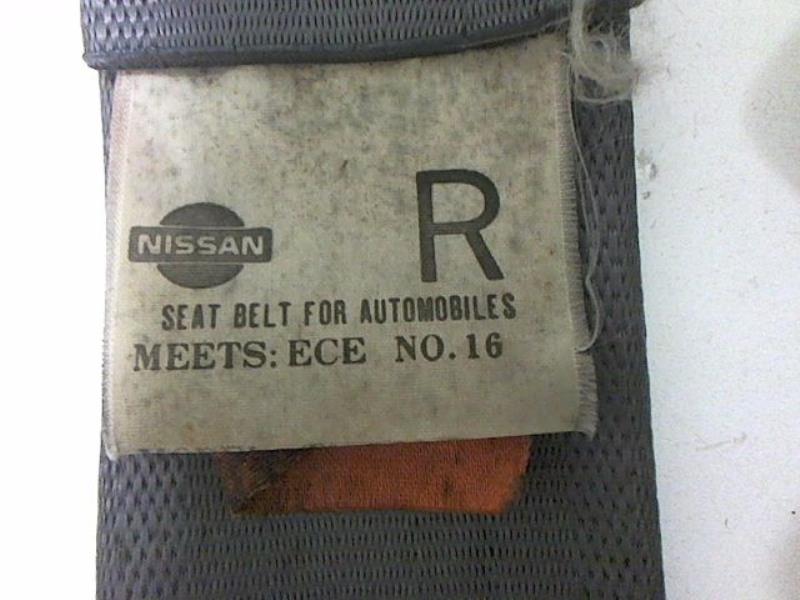 R
NISSAN
SEAT BELT FOR AUTOMOBILES
MEETS: ECE NO. 16